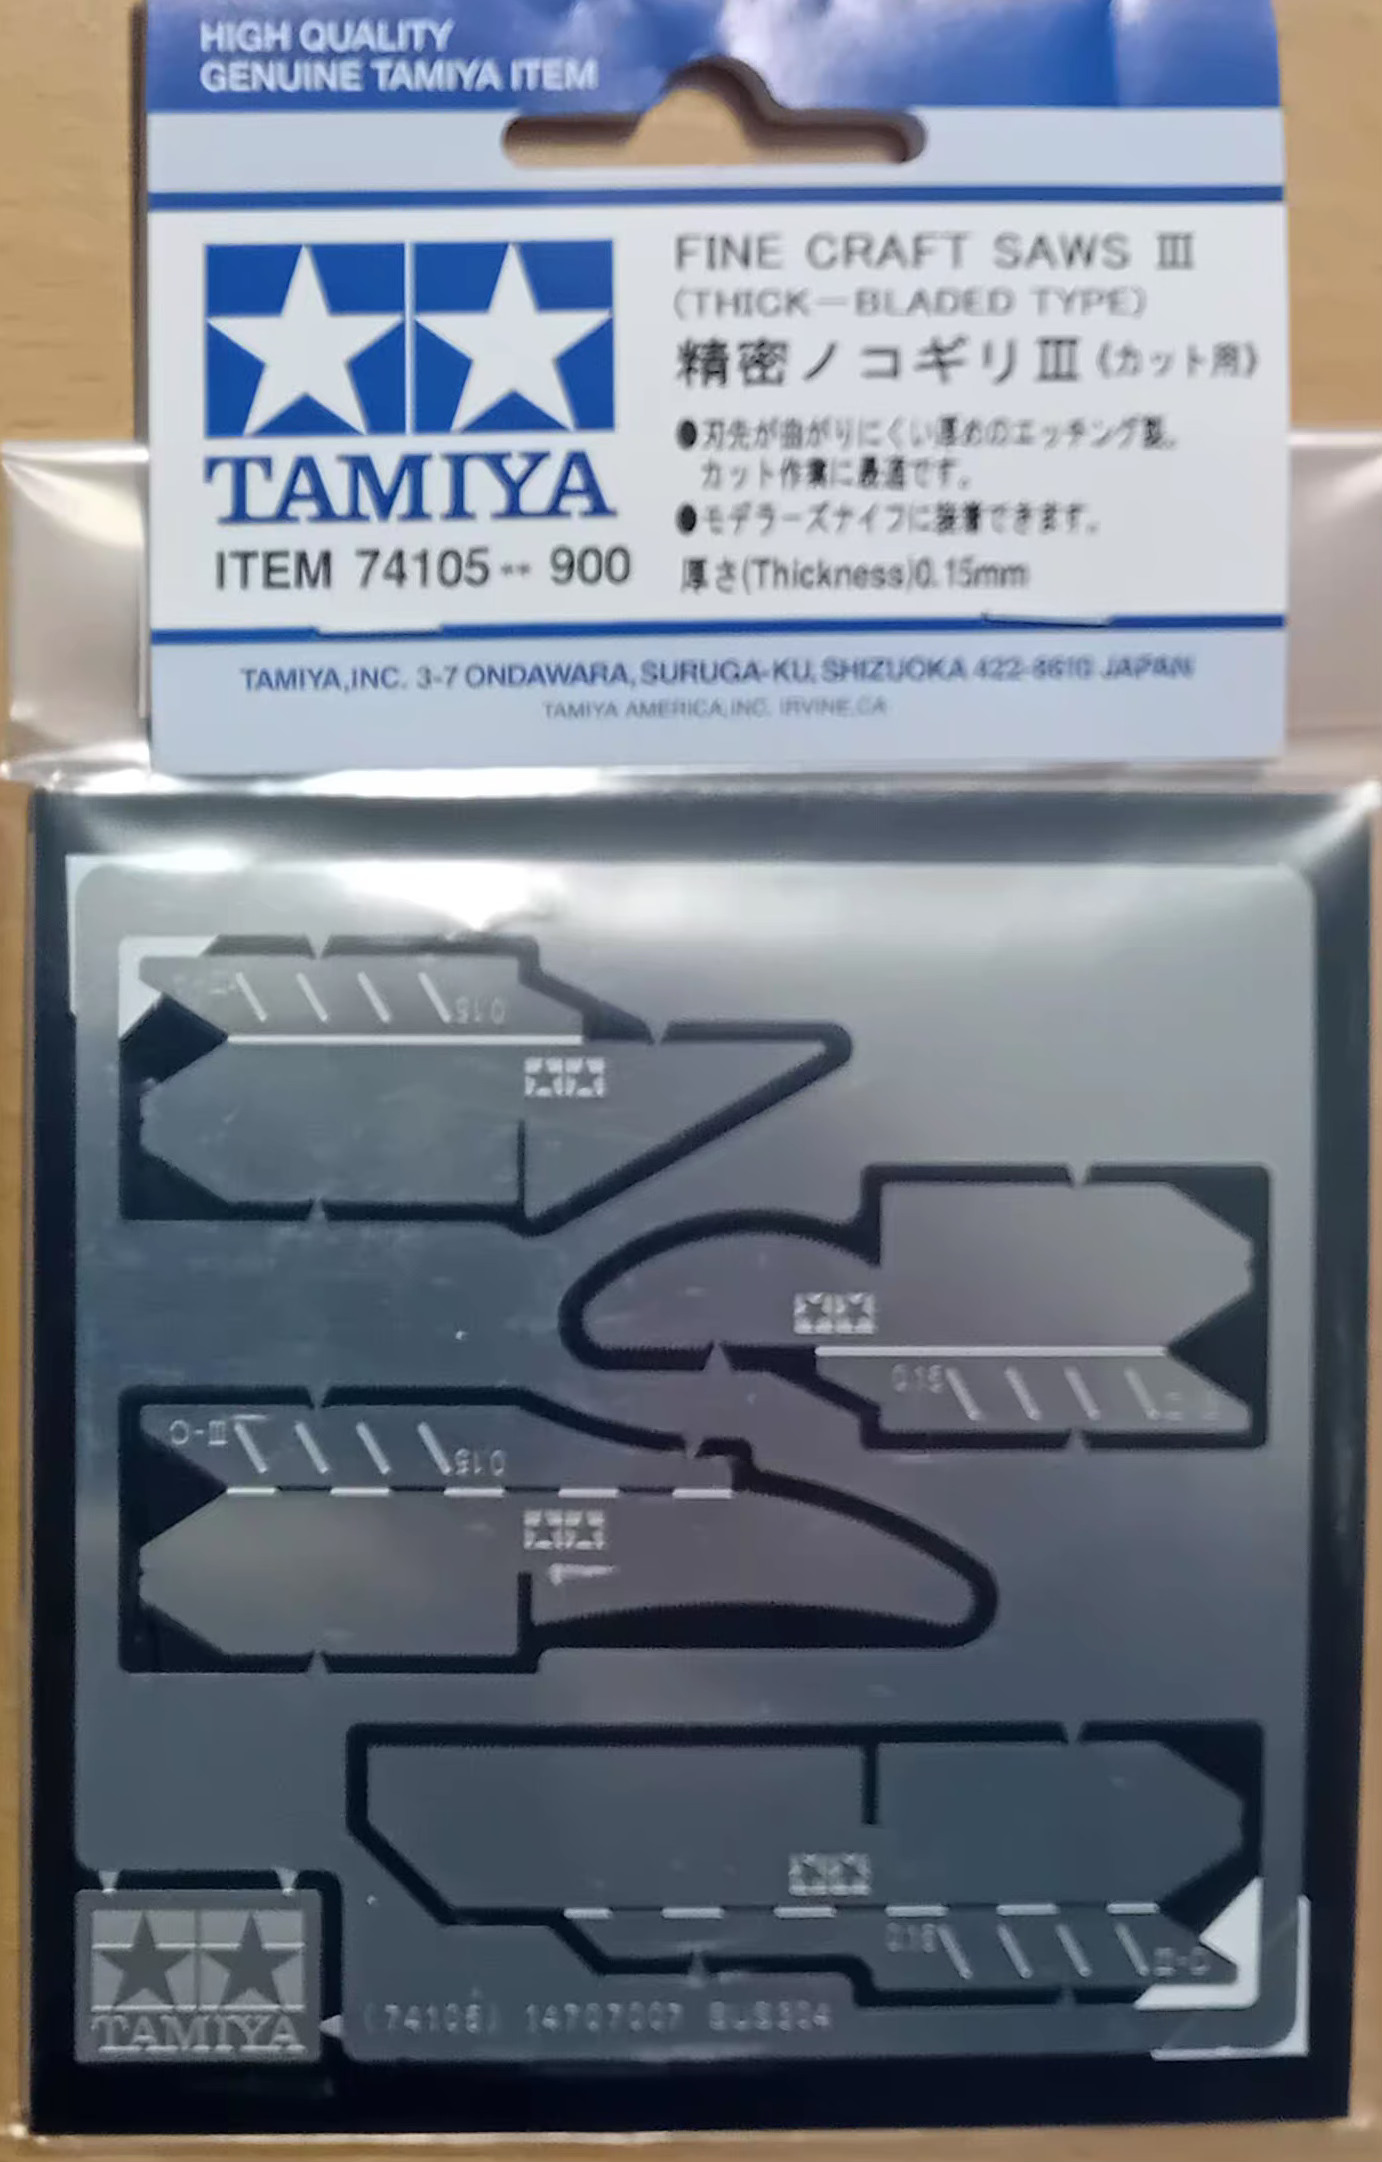 HIGH QUALITY
GENUINE TAMIYA ITEM
FINE CRAFT SAWS III
(THICK-BLADED TYPE)
精密ノコギリIII《カット用》
●刃先が曲がりにくい厚めのエッチング製。
カット作業に最適です。
●モデラーズナイフに装着できます。
厚さ(Thickness)0.15mm
TAMIYA
ITEM 74105 ** 900
TAMIYA,INC. 3-7 ONDAWARA, SURUGA-KU, SHIZUOKA 422-8610 JAPAN
TAMIYA AMERICA,INC. IRVINE,CA
0.15
0.15
III-C
0.15
0.15
TAMIYA
(74105) 14707007 SUS304